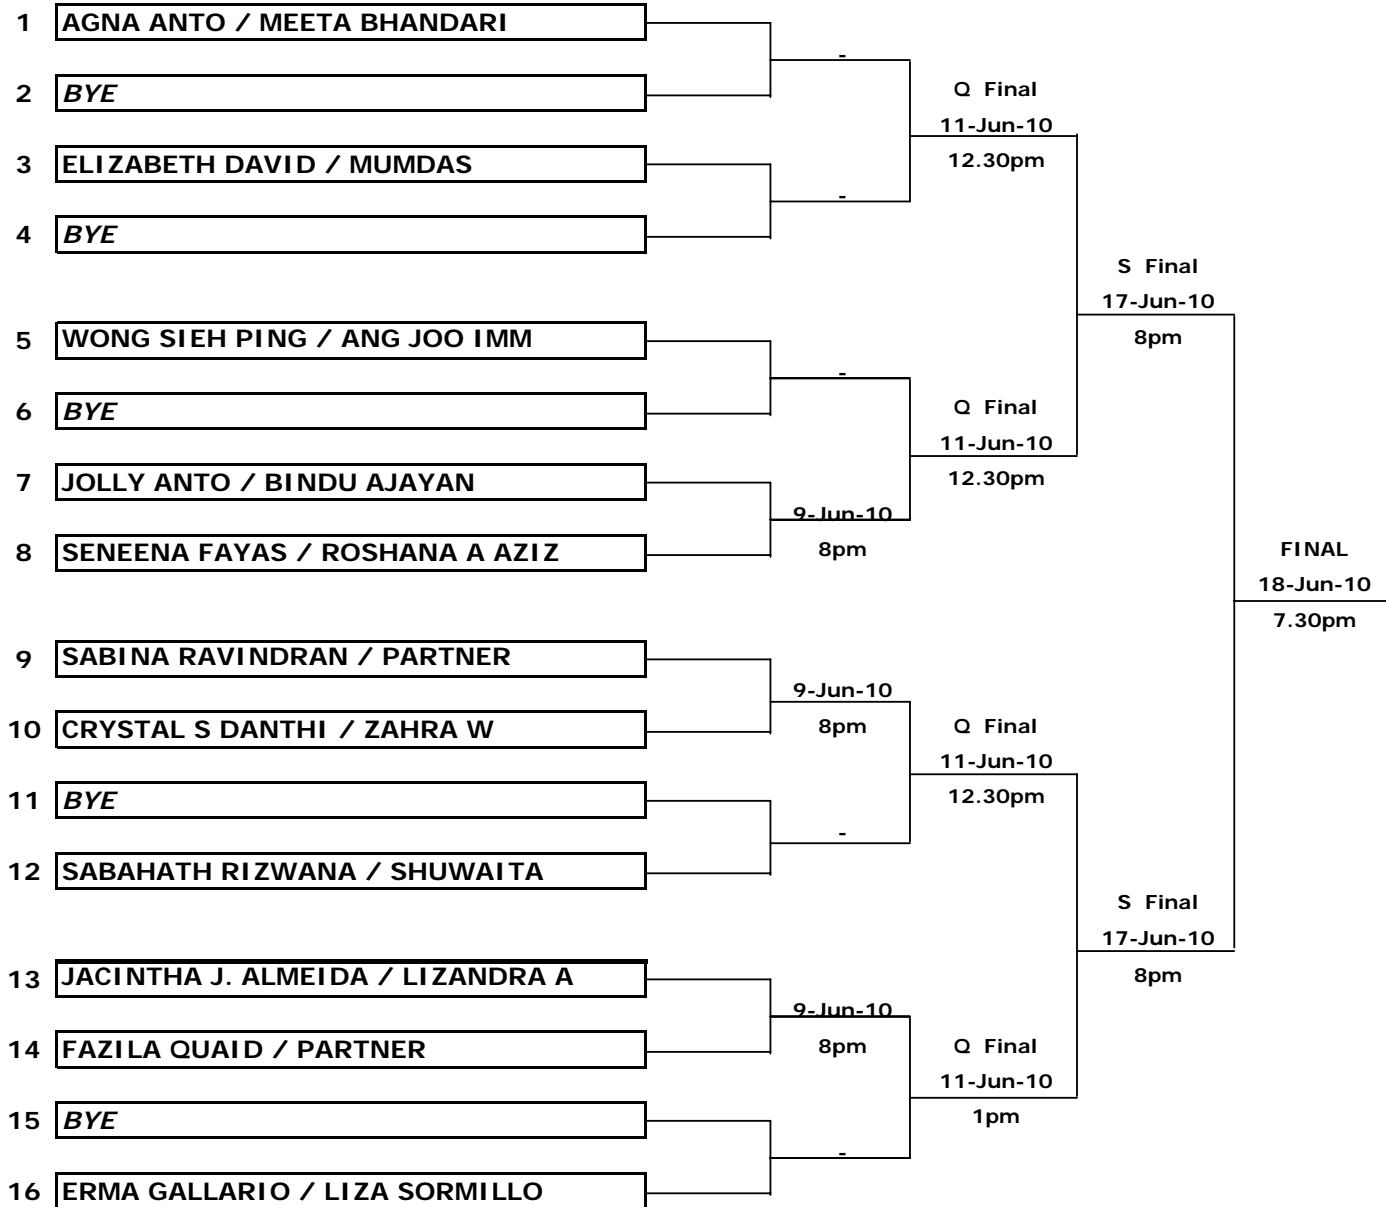 1 AGNA ANTO / MEETA BHANDARI
-
2 BYE
Q Final
11-Jun-10
12.30pm
3 ELIZABETH DAVID / MUMDAS
-
4 BYE
S Final
17-Jun-10
8pm
5 WONG SIEH PING / ANG JOO IMM
-
6 BYE
Q Final
11-Jun-10
12.30pm
7 JOLLY ANTO / BINDU AJAYAN
9-Jun-10
8pm
8 SENEENA FAYAS / ROSHANA A AZIZ
FINAL
18-Jun-10
7.30pm
9 SABINA RAVINDRAN / PARTNER
9-Jun-10
8pm
10 CRYSTAL S DANTHI / ZAHRA W
Q Final
11-Jun-10
12.30pm
11 BYE
-
12 SABAHATH RIZWANA / SHUWAITA
S Final
17-Jun-10
8pm
13 JACINTHA J. ALMEIDA / LIZANDRA A
9-Jun-10
8pm
14 FAZILA QUAID / PARTNER
Q Final
11-Jun-10
1pm
15 BYE
-
16 ERMA GALLARIO / LIZA SORMILLO